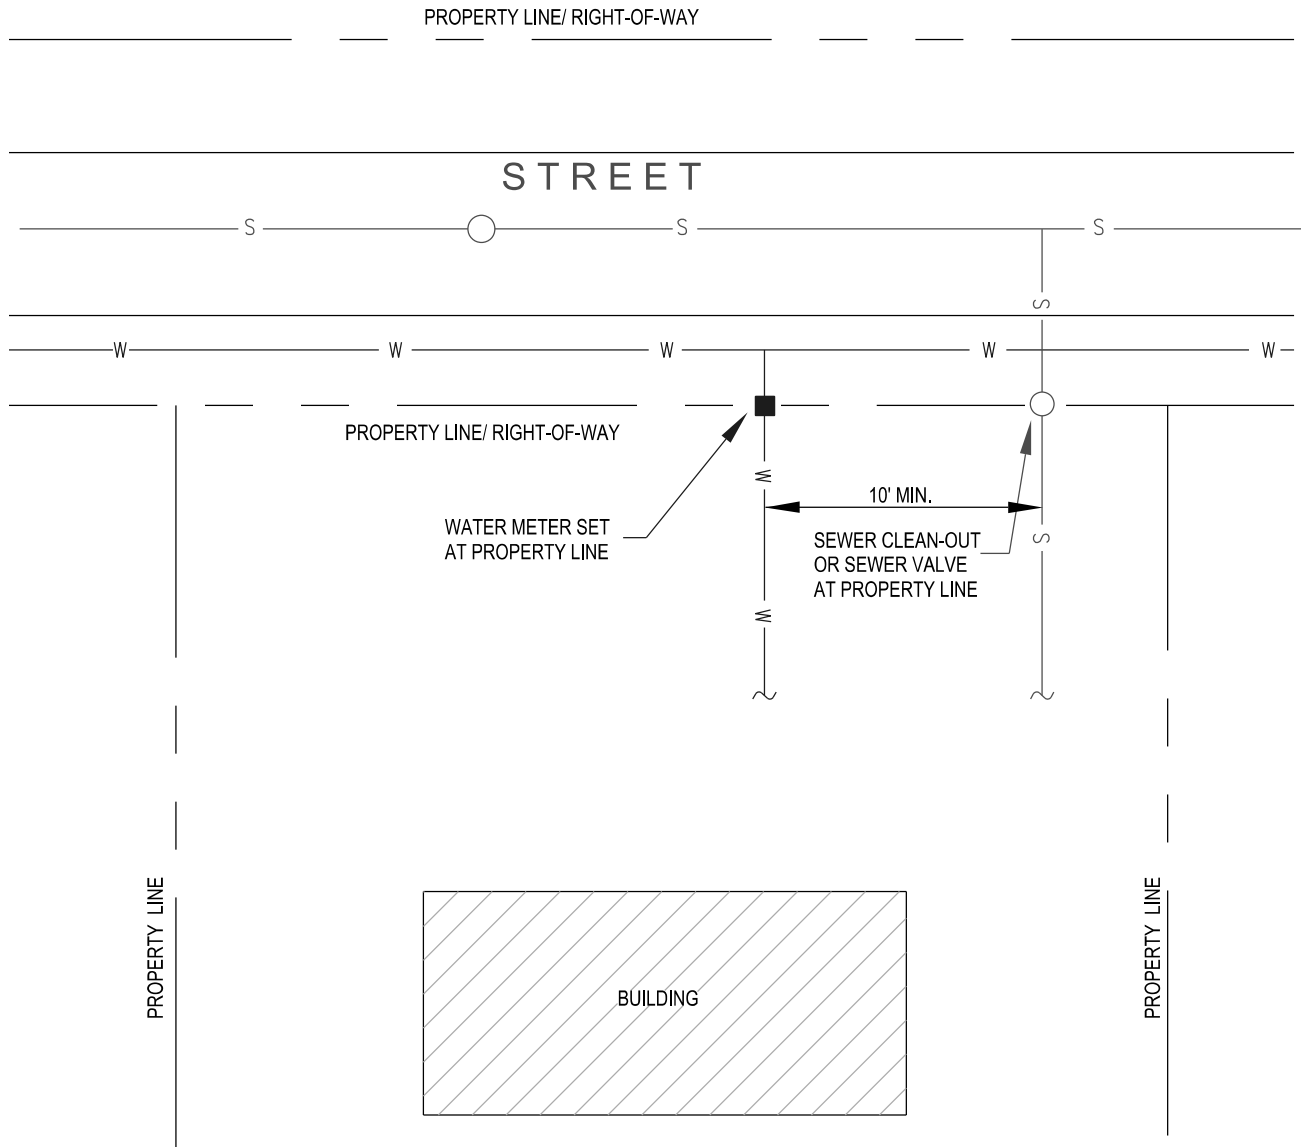 PROPERTY LINE/ RIGHT-OF-WAY
STREET
S S S
S
W W W W W
PROPERTY LINE/ RIGHT-OF-WAY
W
10' MIN.
WATER METER SET
AT PROPERTY LINE
SEWER CLEAN-OUT
OR SEWER VALVE
AT PROPERTY LINE
S
W
PROPERTY LINE
PROPERTY LINE
BUILDING